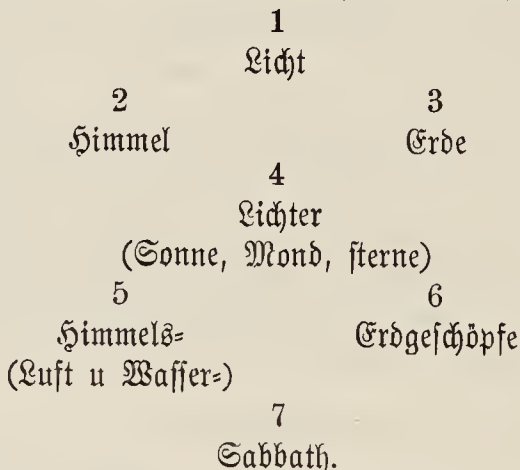 1
Licht
2 3
Himmel Erde
4
Lichter
(Sonne, Mond, sterne)
5 6
Himmels= Erdgeschöpfe
(Luft u Wasser=)
7
Sabbath.